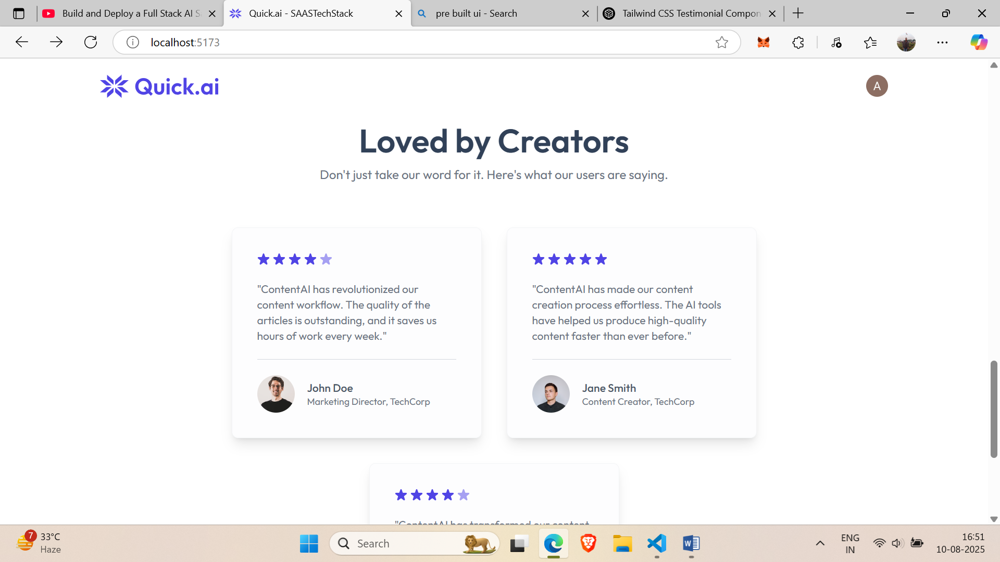 Build and Deploy a Full Stack AI S
Quick.ai - SAASTechStack
pre built ui - Search
Tailwind CSS Testimonial Compon
localhost:5173
Quick.ai
A
Loved by Creators
Don't just take our word for it. Here's what our users are saying.
"ContentAI has revolutionized our
content workflow. The quality of the
articles is outstanding, and it saves us
hours of work every week."
John Doe
Marketing Director, TechCorp
"ContentAI has made our content
creation process effortless. The AI tools
have helped us produce high-quality
content faster than ever before."
Jane Smith
Content Creator, TechCorp
"ContentAI has transformed our content
7
33°C
Haze
Search
W
ENG
IN
16:51
10-08-2025